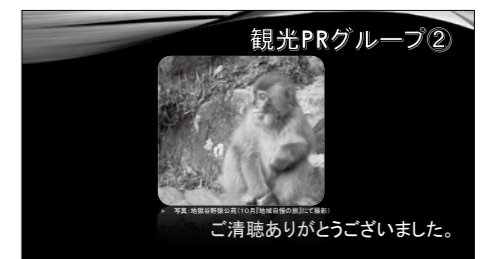 観光PRグループ②
写真:地獄谷野猿公苑(10月『地域自慢の旅』にて撮影)
ご清聴ありがとうございました。